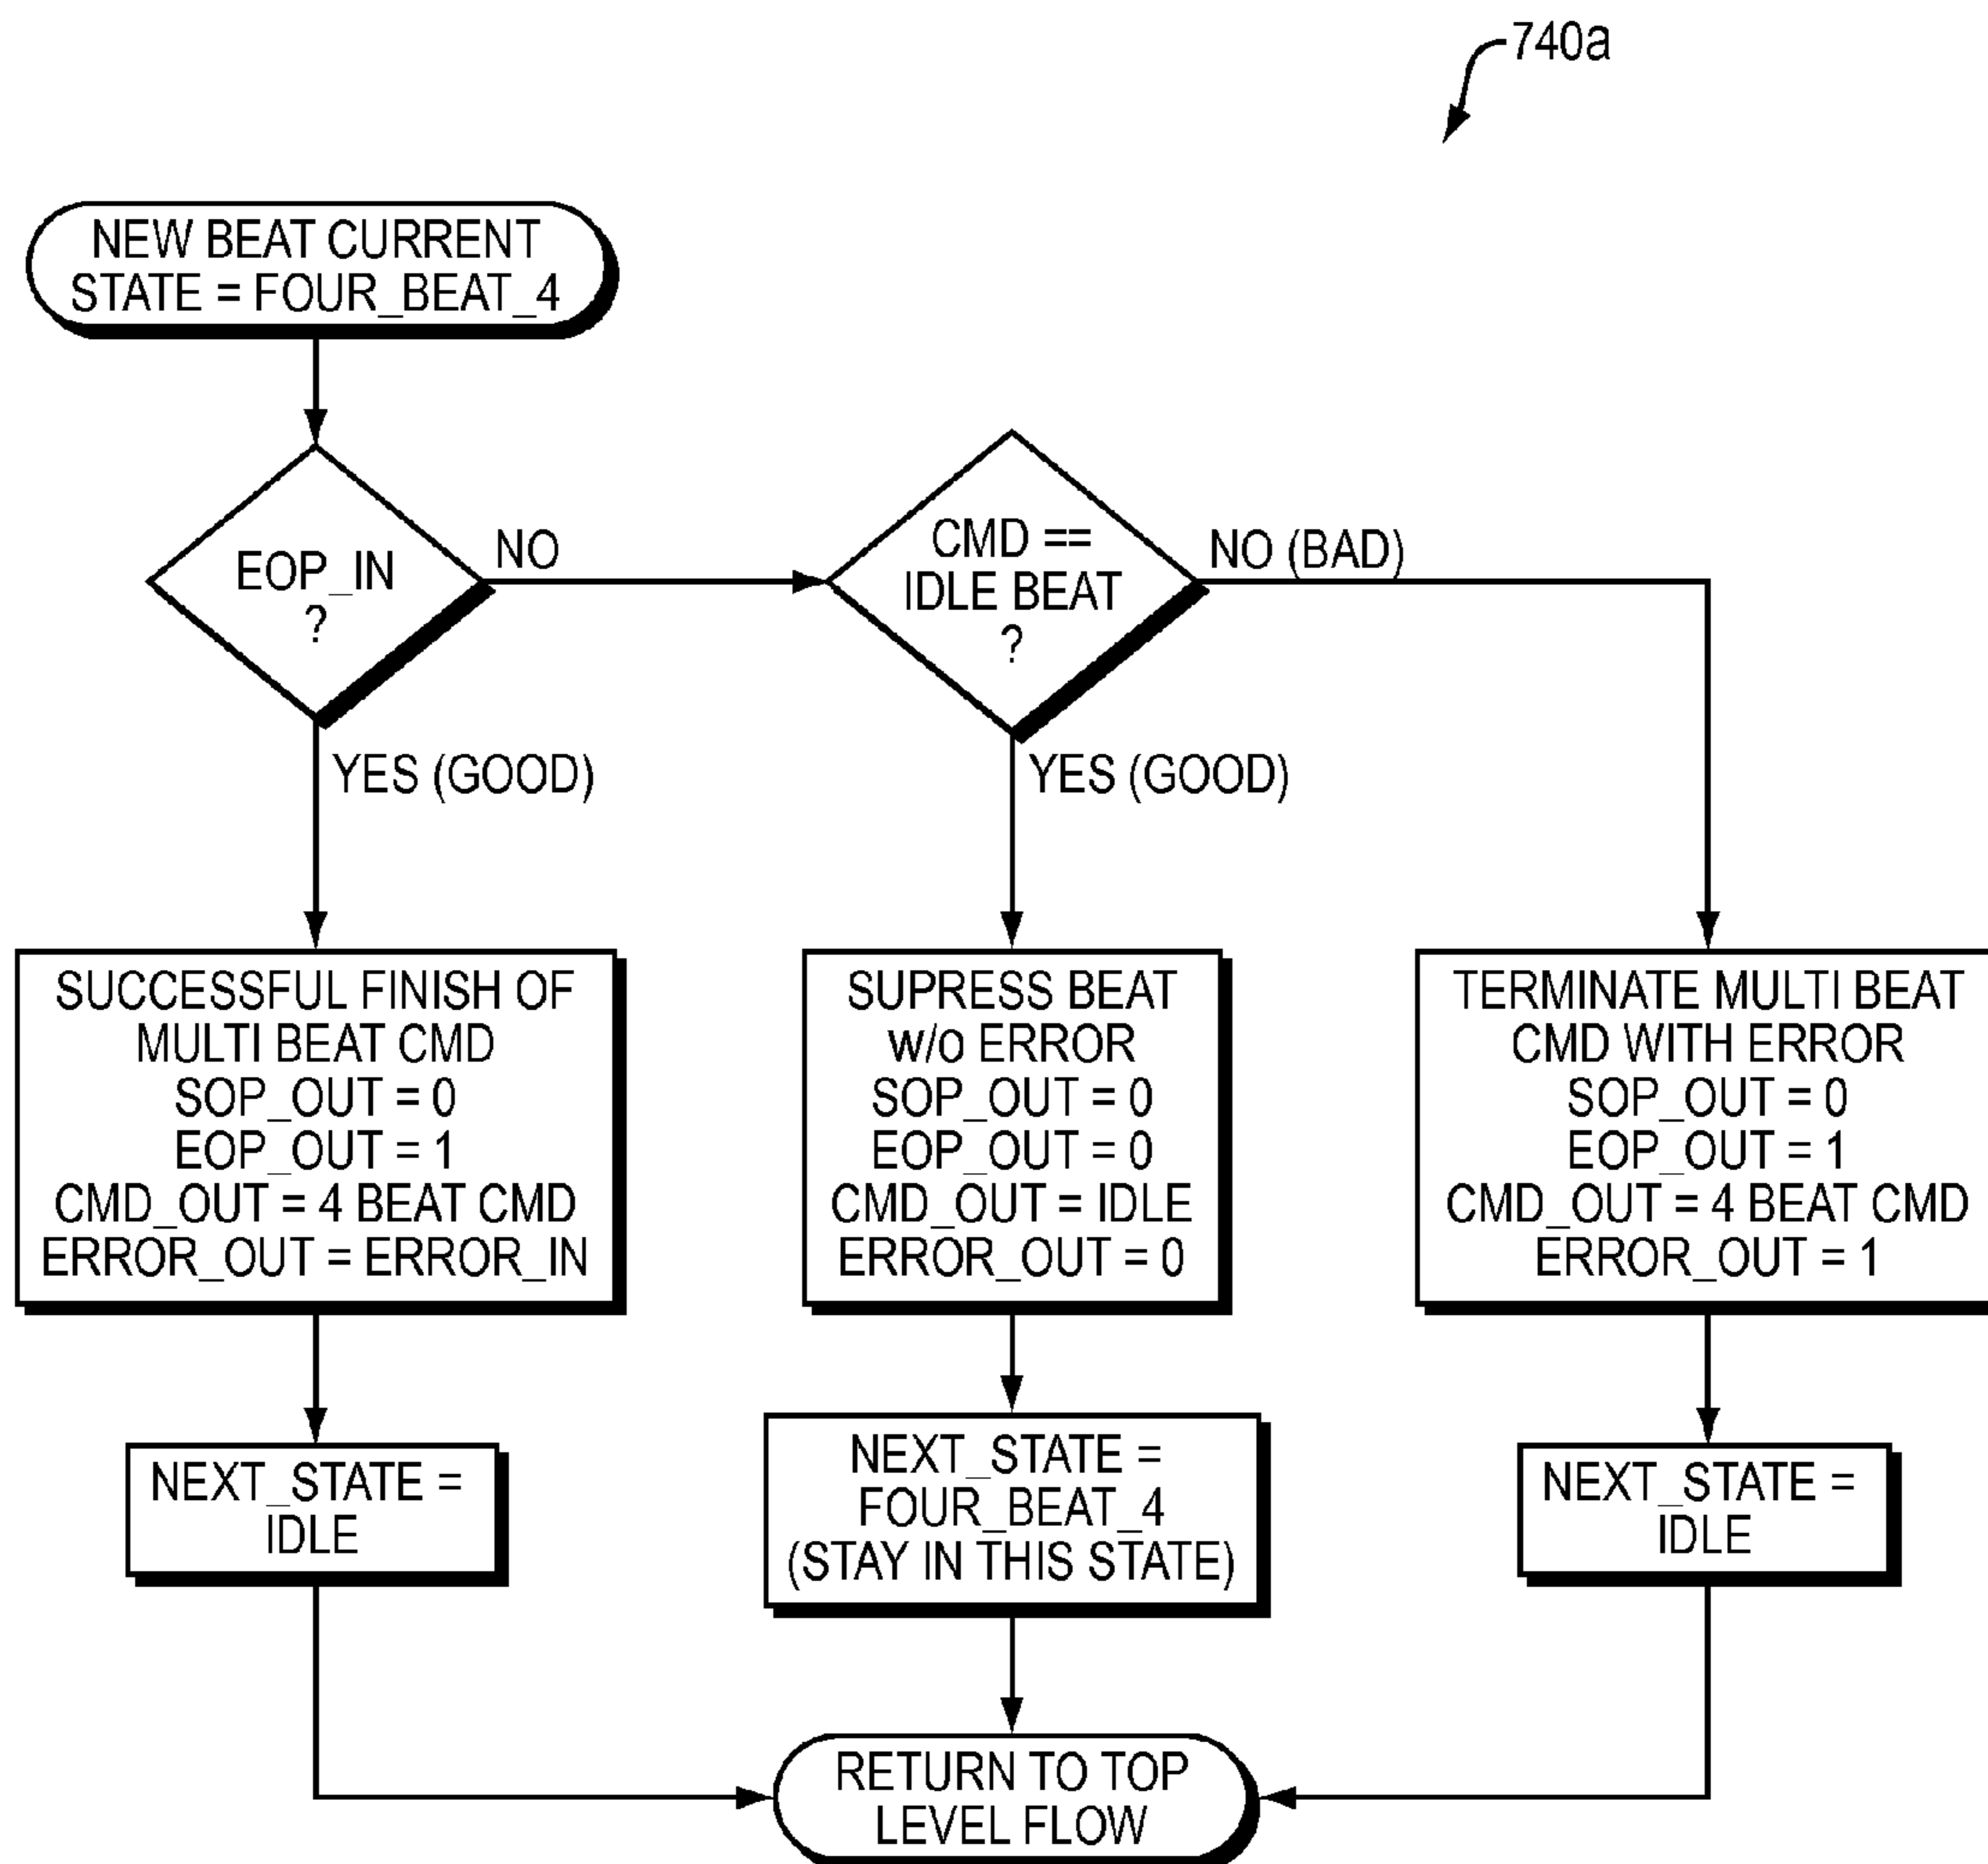 740a
NEW BEAT CURRENT
STATE = FOUR_BEAT_4
EOP_IN
?
NO
CMD ==
IDLE BEAT
?
NO (BAD)
YES (GOOD)
YES (GOOD)
SUCCESSFUL FINISH OF
MULTI BEAT CMD
SOP_OUT = 0
EOP_OUT = 1
CMD_OUT = 4 BEAT CMD
ERROR_OUT = ERROR_IN
SUPRESS BEAT
w/o ERROR
SOP_OUT = 0
EOP_OUT = 0
CMD_OUT = IDLE
ERROR_OUT = 0
TERMINATE MULTI BEAT
CMD WITH ERROR
SOP_OUT = 0
EOP_OUT = 1
CMD_OUT = 4 BEAT CMD
ERROR_OUT = 1
NEXT_STATE =
IDLE
NEXT_STATE =
FOUR_BEAT_4
(STAY IN THIS STATE)
NEXT_STATE =
IDLE
RETURN TO TOP
LEVEL FLOW